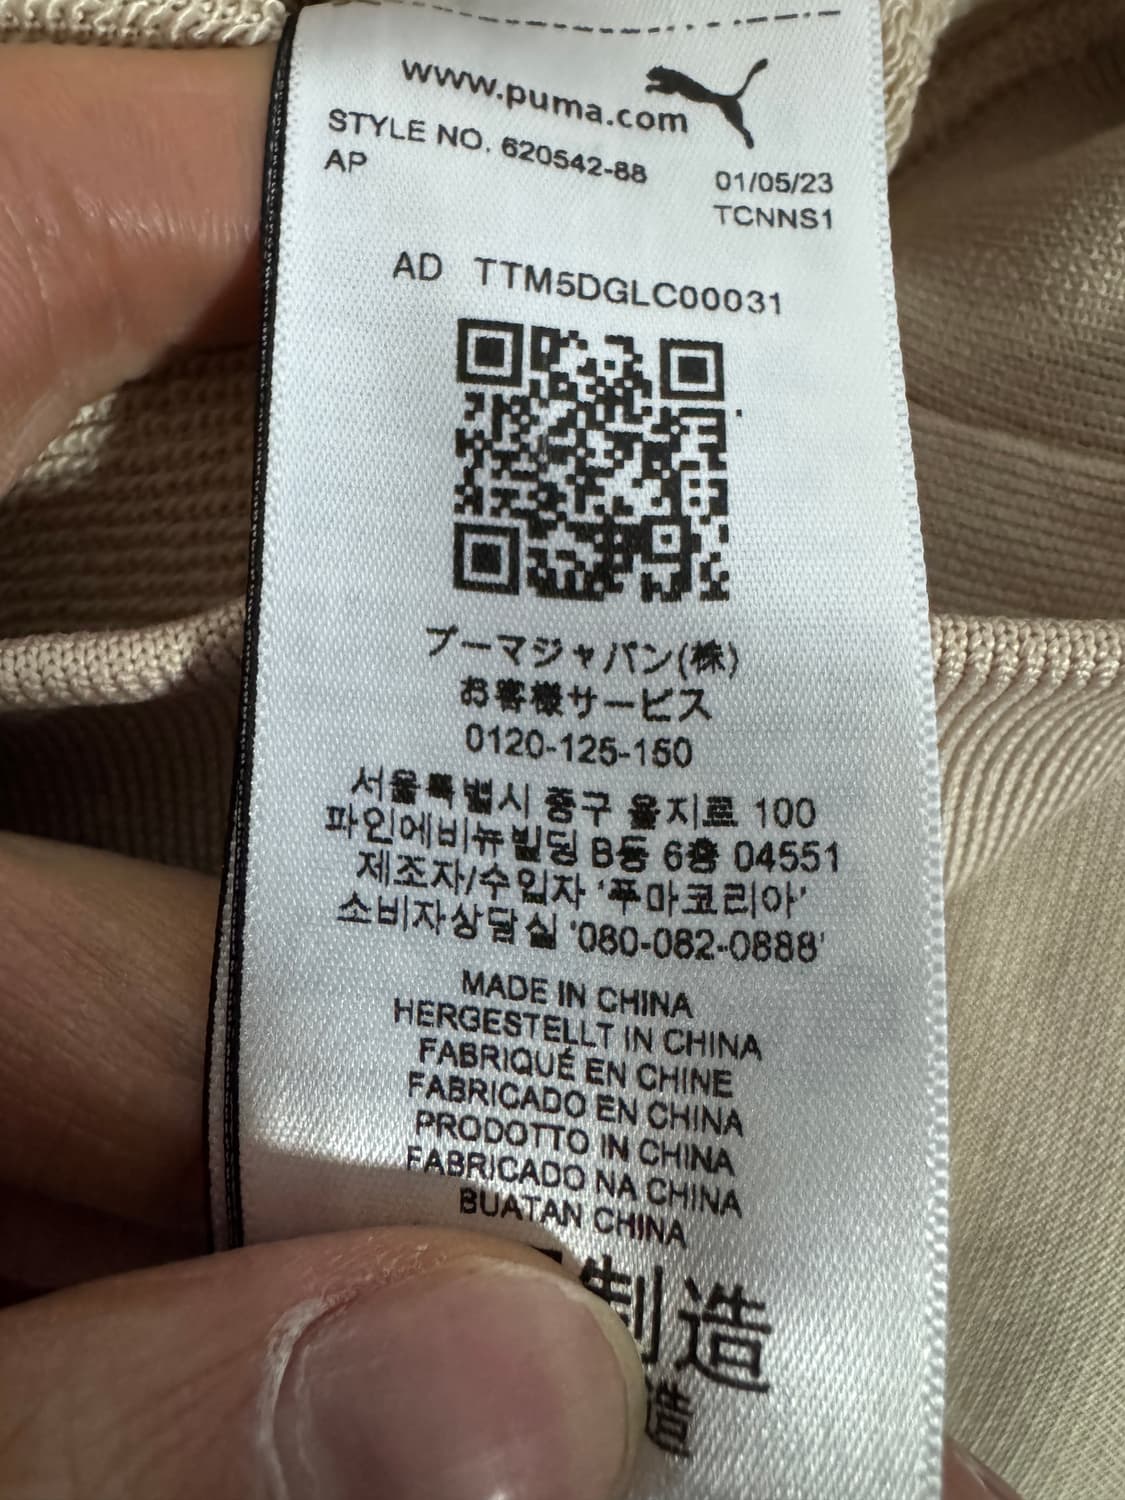 www.puma.com
STYLE NO. 620542-88
AP
01/05/23
TCNNS1
AD TTM5DGLC00031
プーマジャパン(株)
お客様サービス
0120-125-150
서울특별시 중구 을지로 100
파인에비뉴빌딩 B동 6층 04551
제조자/수입자 '푸마코리아'
소비자상담실 '080-082-0888'
MADE IN CHINA
HERGESTELLT IN CHINA
FABRIQUÉ EN CHINE
FABRICADO EN CHINA
PRODOTTO IN CHINA
FABRICADO NA CHINA
BUATAN CHINA
制造
造